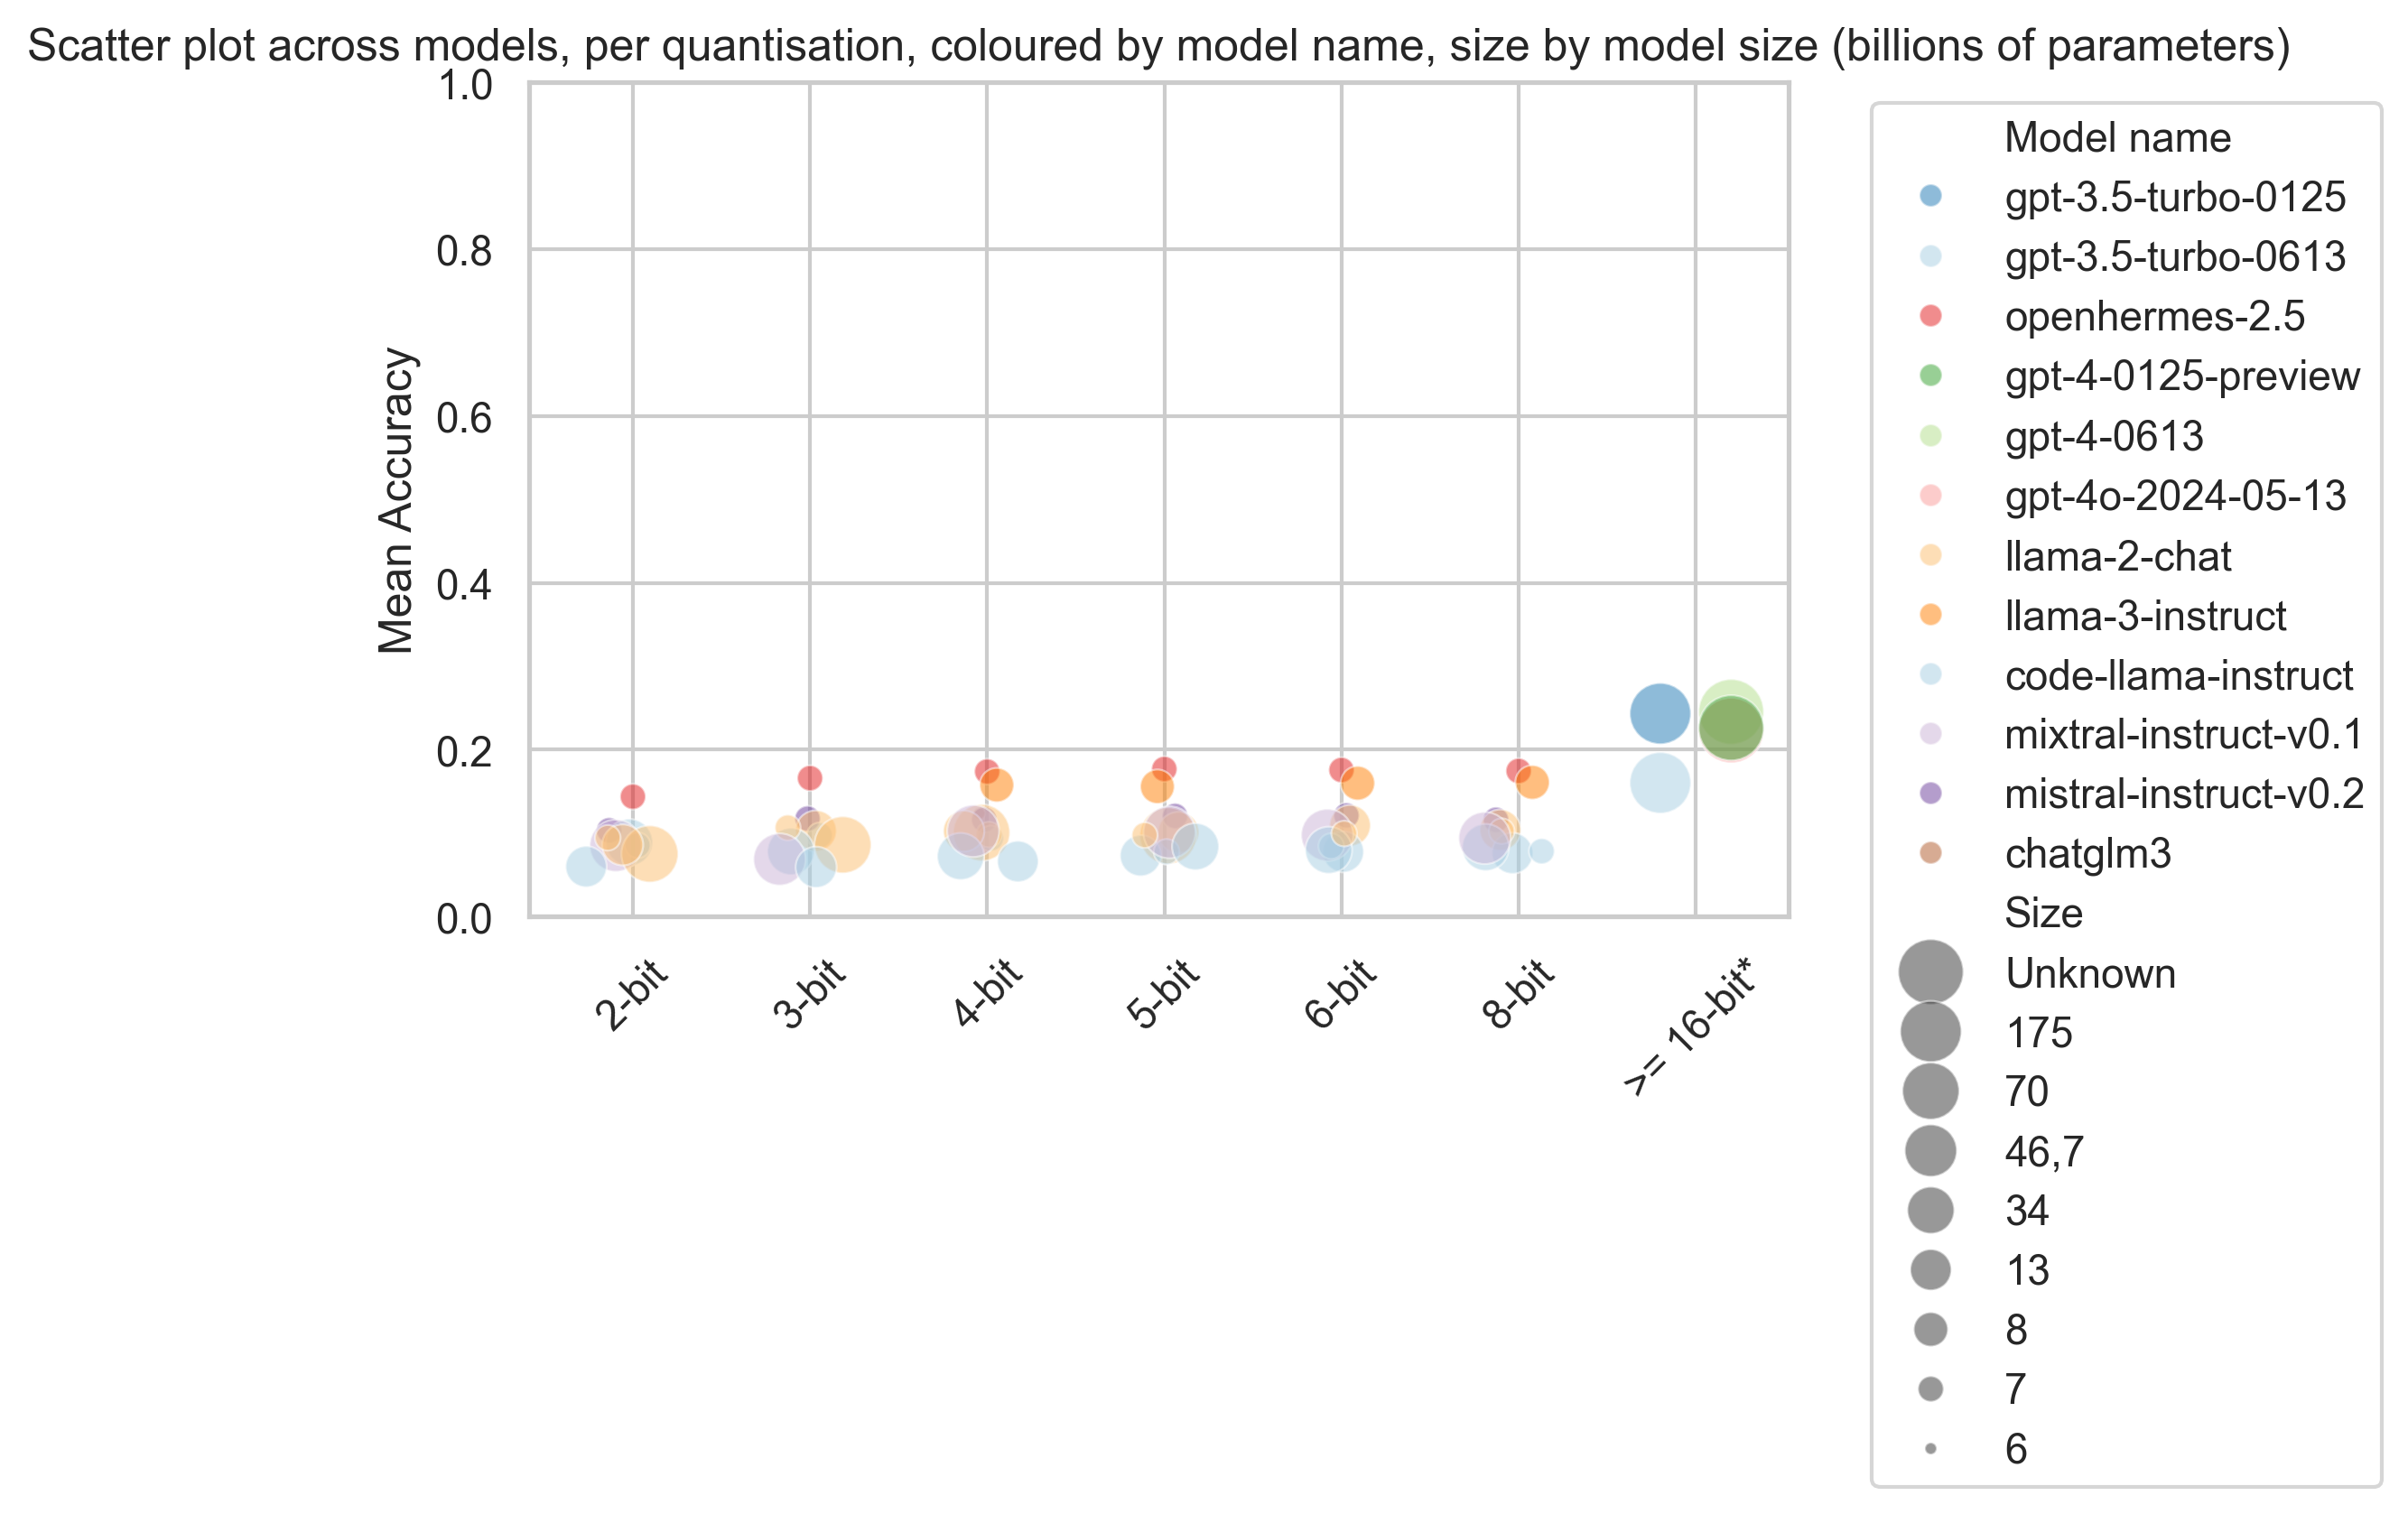 Scatter plot across models, per quantisation, coloured by model name, size by model size (billions of parameters)
1.0
0.8
0.6
0.4
0.2
0.0
Mean Accuracy
2-bit
3-bit
4-bit
5-bit
6-bit
8-bit
>= 16-bit*
Model name
gpt-3.5-turbo-0125
gpt-3.5-turbo-0613
openhermes-2.5
gpt-4-0125-preview
gpt-4-0613
gpt-4o-2024-05-13
llama-2-chat
llama-3-instruct
code-llama-instruct
mixtral-instruct-v0.1
mistral-instruct-v0.2
chatglm3
Size
Unknown
175
70
46,7
34
13
8
7
6